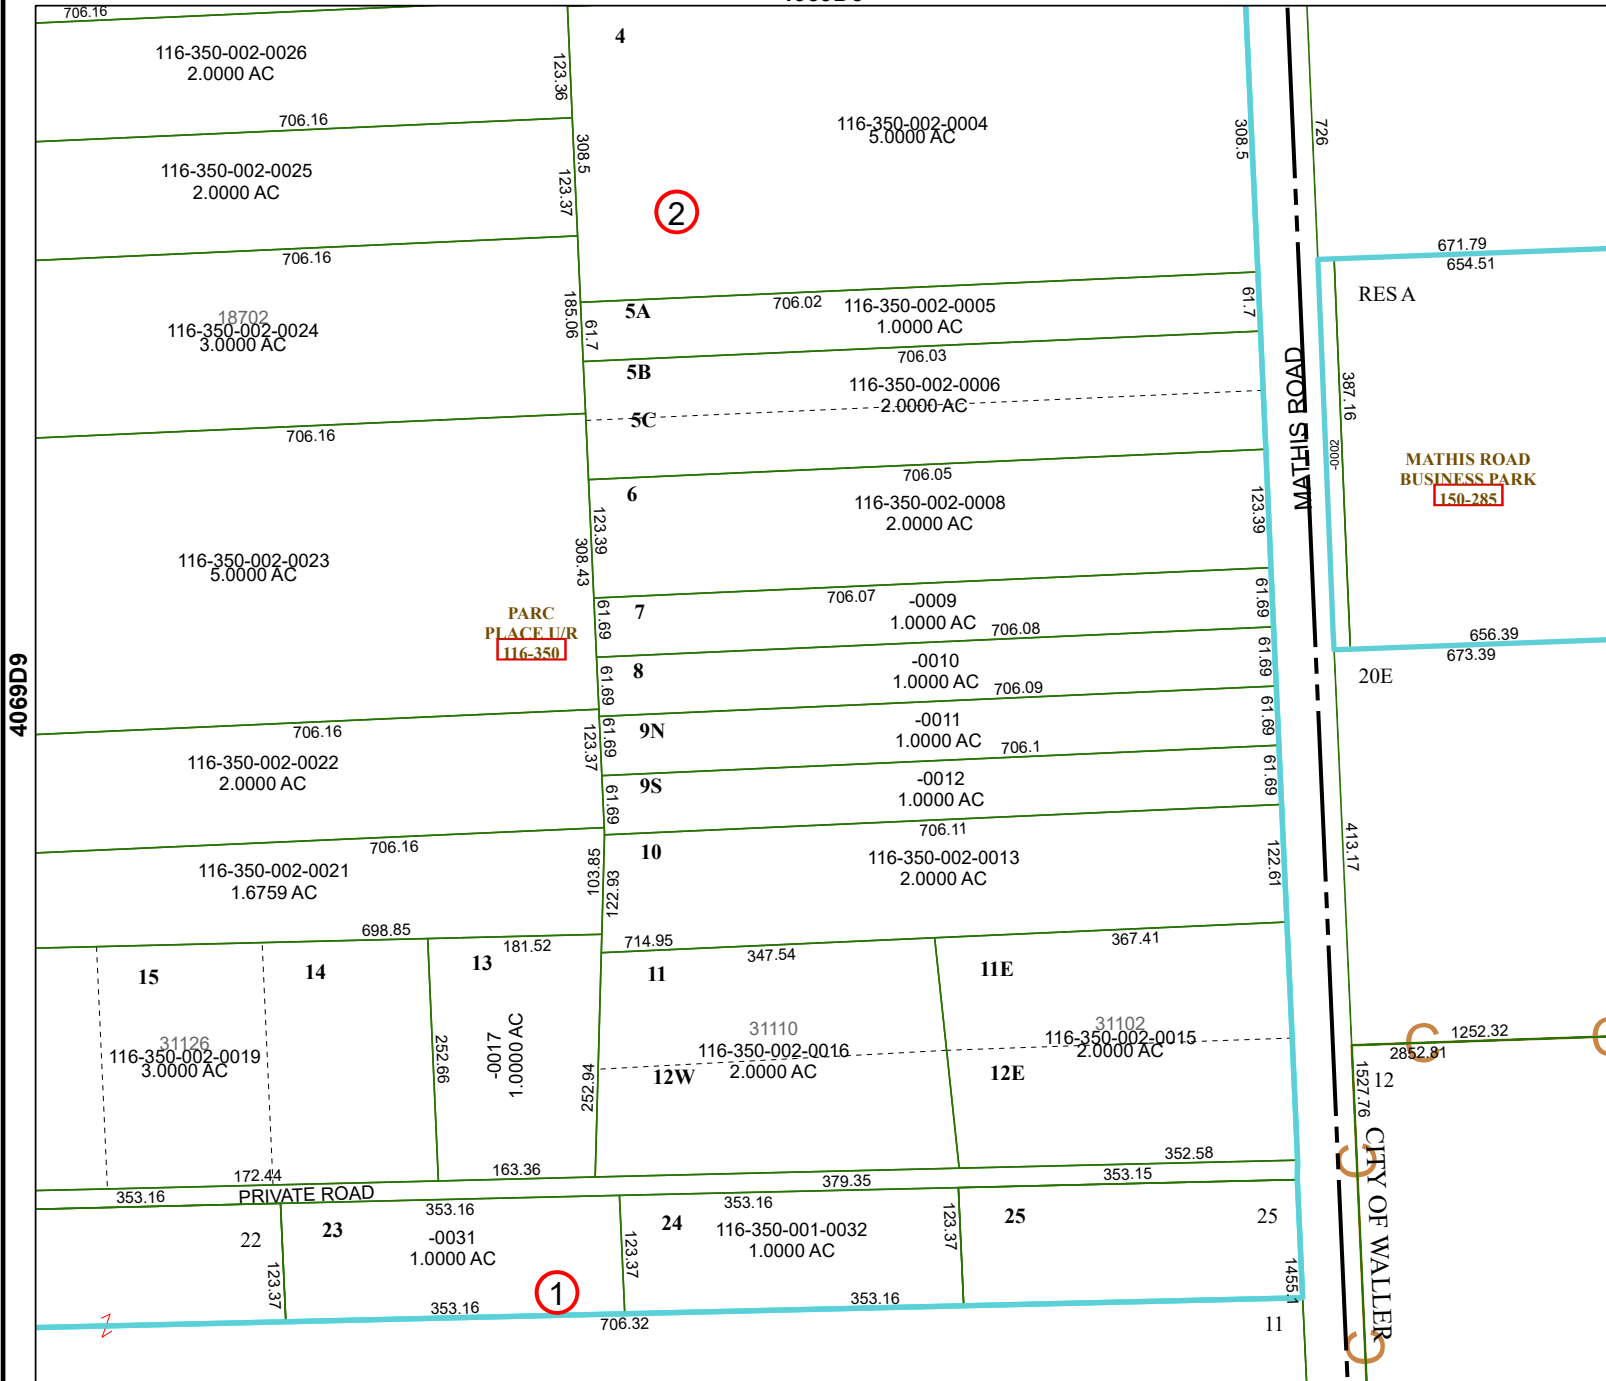 706.16
116-350-002-0026
2.0000 AC
123.36
4
116-350-002-0004
5.0000 AC
308.5
308.5
726
706.16
116-350-002-0025
2.0000 AC
123.37
2
706.16
671.79
654.51
RES A
18702
116-350-002-0024
3.0000 AC
185.06
61.7
5A
706.02
116-350-002-0005
1.0000 AC
61.7
706.03
5B
116-350-002-0006
2.0000 AC
5C
MATHIS ROAD
387.16
-0002
MATHIS ROAD
BUSINESS PARK
150-285
706.16
706.05
6
116-350-002-0008
2.0000 AC
123.39
123.39
116-350-002-0023
5.0000 AC
308.43
PARC
PLACE U/R
116-350
706.07
7
-0009
1.0000 AC
61.69
61.69
706.08
656.39
673.39
8
-0010
1.0000 AC
61.69
61.69
706.09
20E
4069D9
9N
-0011
1.0000 AC
61.69
61.69
706.1
706.16
116-350-002-0022
2.0000 AC
123.37
9S
-0012
1.0000 AC
61.69
61.69
706.11
706.16
10
116-350-002-0013
2.0000 AC
122.61
413.17
116-350-002-0021
1.6759 AC
103.85
122.93
698.85
181.52
714.95
347.54
367.41
15
14
13
11
11E
31126
116-350-002-0019
3.0000 AC
252.66
-0017
1.0000 AC
252.94
31110
116-350-002-0016
2.0000 AC
12W
31102
116-350-002-0015
2.0000 AC
12E
C
C
1252.32
2852.81
12
1527.76
172.44
163.36
379.35
352.58
353.15
353.16
PRIVATE ROAD
353.16
353.16
C
CITY OF WALLER
22
23
-0031
1.0000 AC
24
116-350-001-0032
1.0000 AC
25
25
123.37
123.37
123.37
1455.1
1
353.16
353.16
706.32
11
C